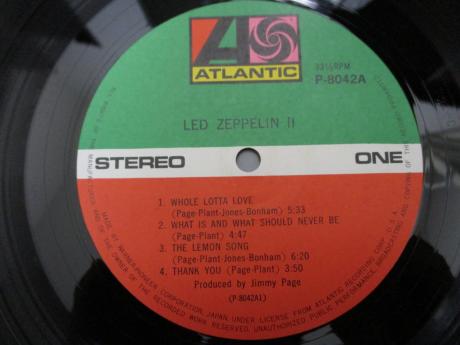 ATLANTIC
33⅓RPM
P-8042A
LED ZEPPELIN II
STEREO
ONE
1. WHOLE LOTTA LOVE
(Page-Plant-Jones-Bonham) 5:33
2. WHAT IS AND WHAT SHOULD NEVER BE
(Page-Plant) 4:47
3. THE LEMON SONG
(Page-Plant-Jones-Bonham) 6:20
4. THANK YOU (Page-Plant) 3:50
Produced by Jimmy Page
(P-8042A1)
ALL RIGHTS OF THE MANUFACTURER AND OF THE OWNER OF THE RECORDED WORK RESERVED. UNAUTHORIZED PUBLIC PERFORMANCE, BROADCASTING AND COPYING OF THIS RECORD PROHIBITED
MADE BY WARNER-PIONEER CORPORATION, JAPAN UNDER LICENSE FROM ATLANTIC RECORDING CORP. U.S.A.